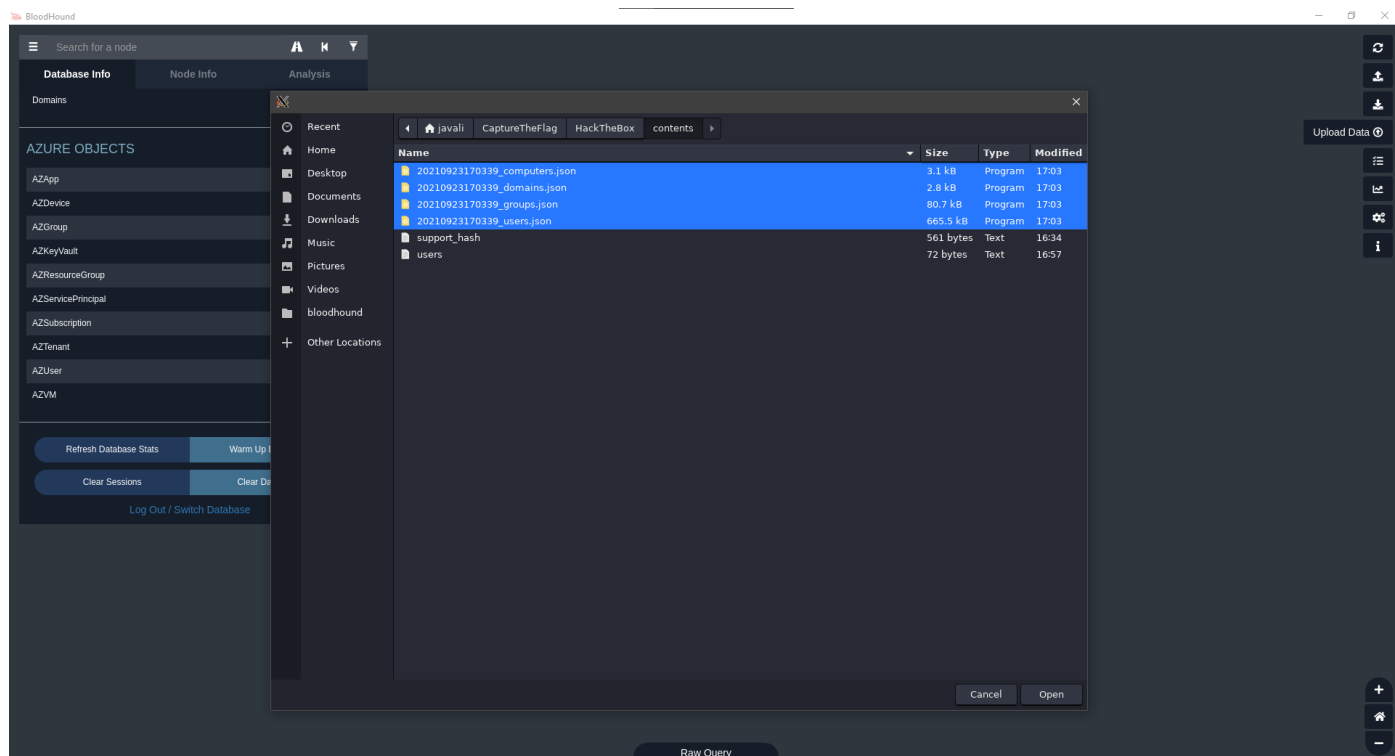 BloodHound
Search for a node
Database Info Node Info Analysis
Domains
AZURE OBJECTS
AZApp
AZDevice
AZGroup
AZKeyVault
AZResourceGroup
AZServicePrincipal
AZSubscription
AZTenant
AZUser
AZVM
Refresh Database Stats Warm Up
Clear Sessions Clear Da
Log Out / Switch Database
Recent
Home
Desktop
Documents
Downloads
Music
Pictures
Videos
bloodhound
Other Locations
javali CaptureTheFlag HackTheBox contents
Name Size Type Modified
20210923170339_computers.json 3.1 kB Program 17:03
20210923170339_domains.json 2.8 kB Program 17:03
20210923170339_groups.json 80.7 kB Program 17:03
20210923170339_users.json 665.5 kB Program 17:03
support_hash 561 bytes Text 16:34
users 72 bytes Text 16:57
Cancel Open
Upload Data
Raw Query